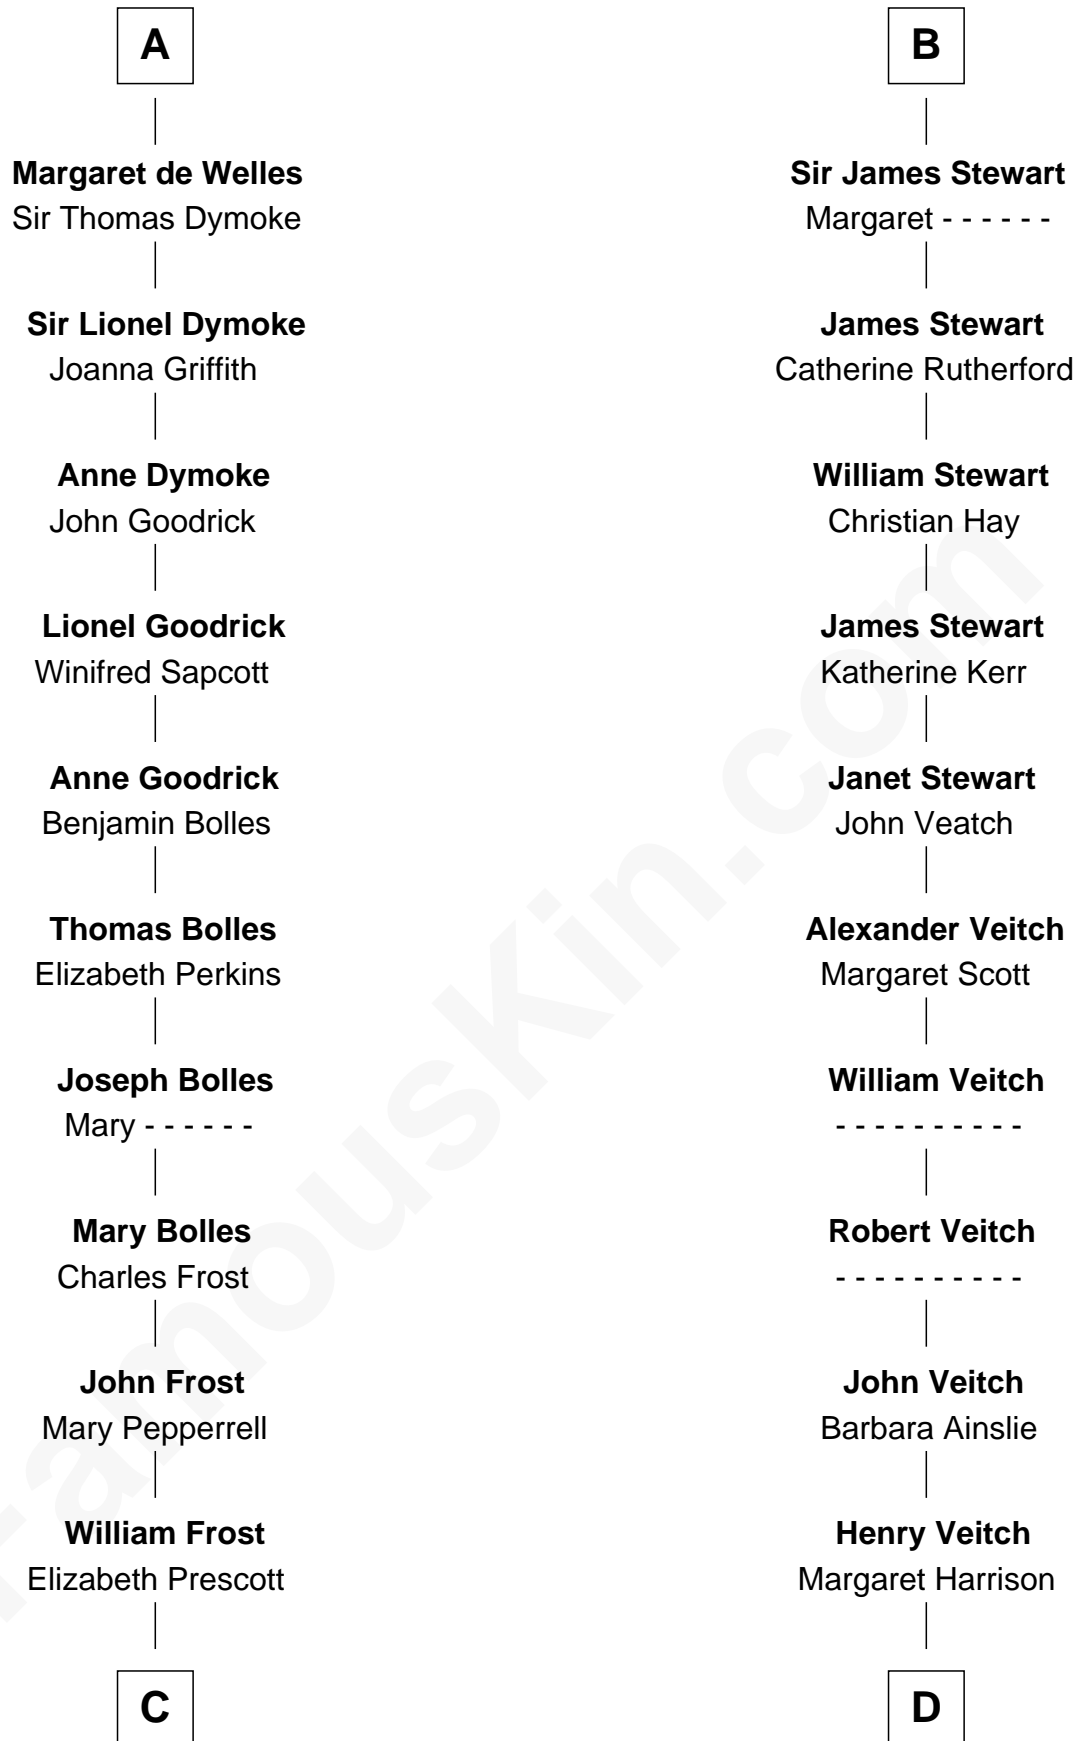 A
Margaret de Welles
Sir Thomas Dymoke
Sir Lionel Dymoke
Joanna Griffith
Anne Dymoke
John Goodrick
Lionel Goodrick
Winifred Sapcott
Anne Goodrick
Benjamin Bolles
Thomas Bolles
Elizabeth Perkins
Joseph Bolles
Mary - - - - - -
Mary Bolles
Charles Frost
John Frost
Mary Pepperrell
William Frost
Elizabeth Prescott
C
B
Sir James Stewart
Margaret - - - - - -
James Stewart
Catherine Rutherford
William Stewart
Christian Hay
James Stewart
Katherine Kerr
Janet Stewart
John Veatch
Alexander Veitch
Margaret Scott
William Veitch
- - - - - - - - - -
Robert Veitch
- - - - - - - - - -
John Veitch
Barbara Ainslie
Henry Veitch
Margaret Harrison
D
FamousKin.com